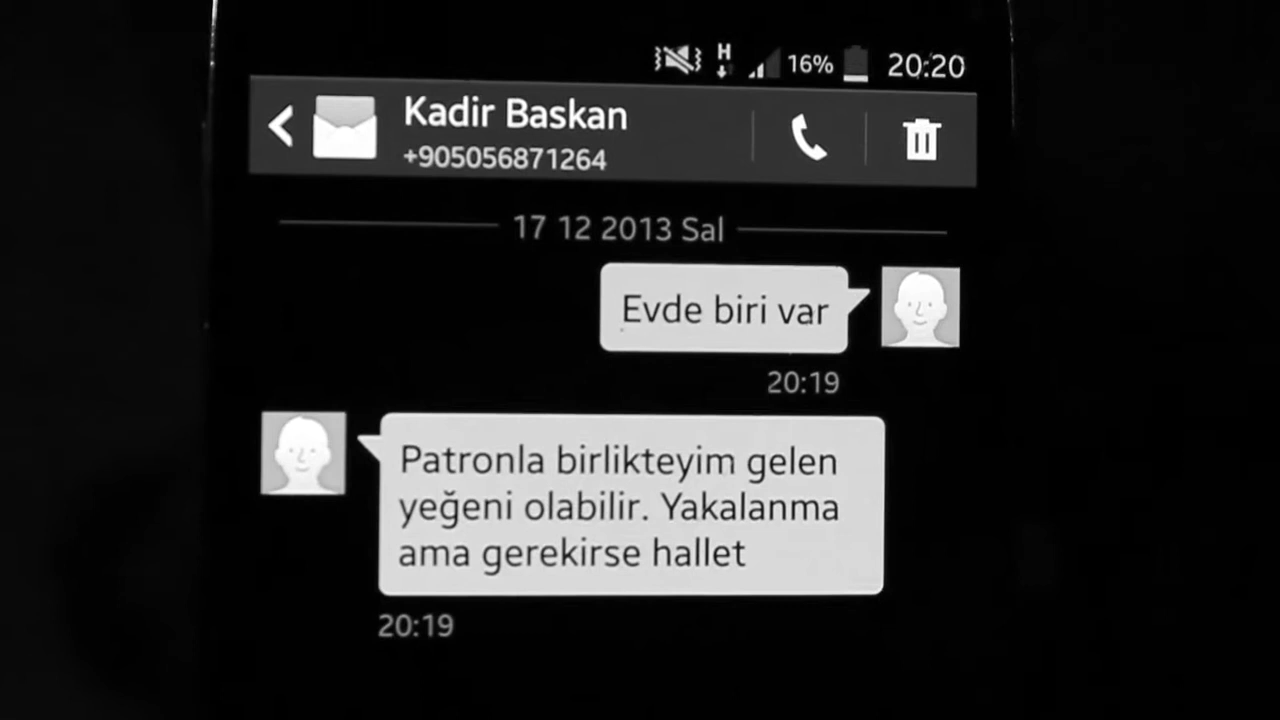 H 16% 20:20
Kadir Baskan
+905056871264
17 12 2013 Sal
Evde biri var
20:19
Patronla birlikteyim gelen
yeğeni olabilir. Yakalanma
ama gerekirse hallet
20:19